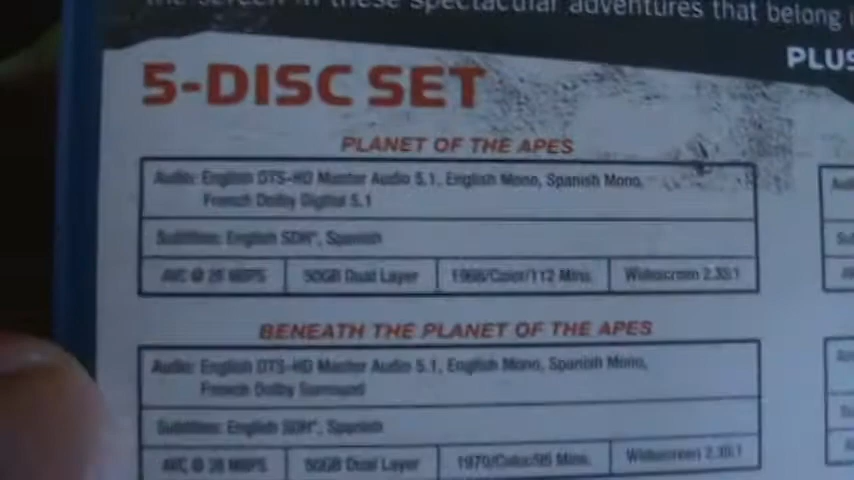 the screen in these spectacular adventures that belong
PLUS
5-DISC SET
PLANET OF THE APES
Audio: English DTS-HD Master Audio 5.1, English Mono, Spanish Mono,
French Dolby Digital 5.1
Subtitles: English SDH*, Spanish
AVC @ 28 MBPS 50GB Dual Layer 1968/Color/112 Mins. Widescreen 2.35:1
BENEATH THE PLANET OF THE APES
Audio: English DTS-HD Master Audio 5.1, English Mono, Spanish Mono,
French Dolby Surround
Subtitles: English SDH*, Spanish
AVC @ 28 MBPS 50GB Dual Layer 1970/Color/95 Mins. Widescreen 2.35:1